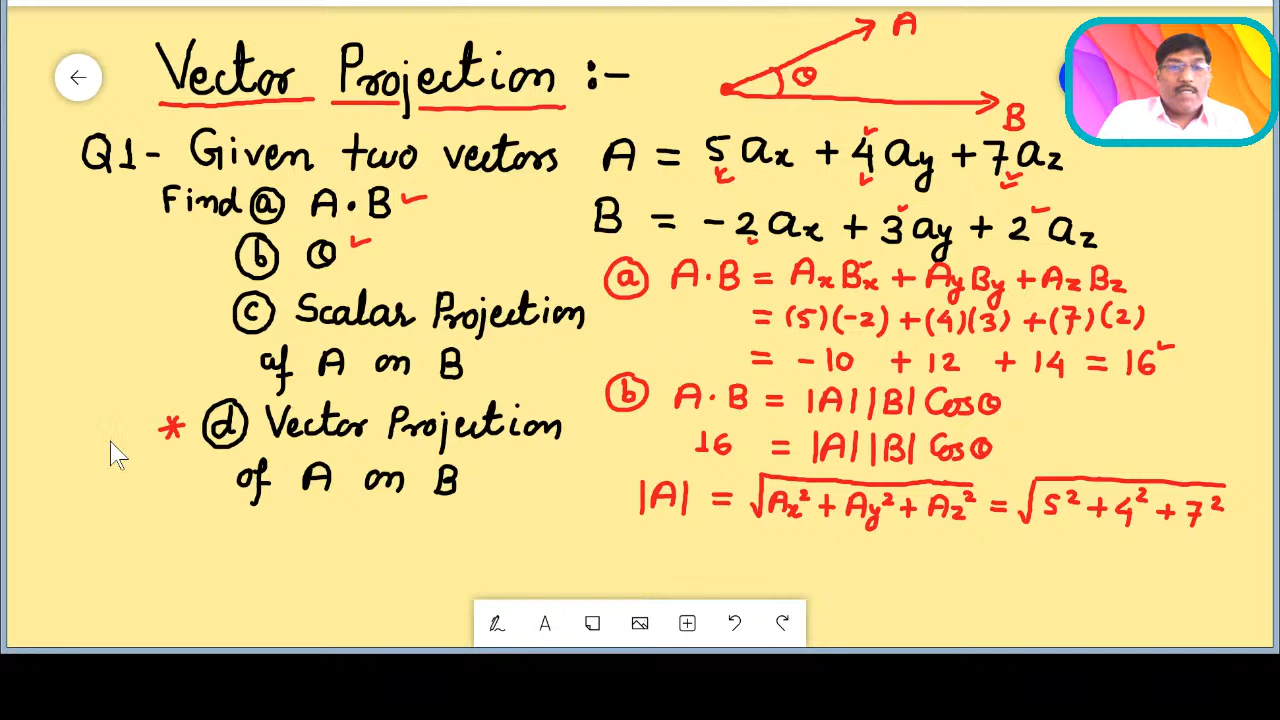 Vector Projection :-
A
θ
B
Q1- Given two vectors A = 5ax + 4ay + 7az
B = -2ax + 3ay + 2az
Find ⓐ A·B
ⓑ θ
ⓒ Scalar Projection
of A on B
* ⓓ Vector Projection
of A on B
ⓐ A·B = AxBx + AyBy + AzBz
= (5)(-2) + (4)(3) + (7)(2)
= -10 + 12 + 14 = 16
ⓑ A·B = |A||B| Cosθ
16 = |A||B| Cosθ
|A| = √Ax² + Ay² + Az² = √5² + 4² + 7²
A